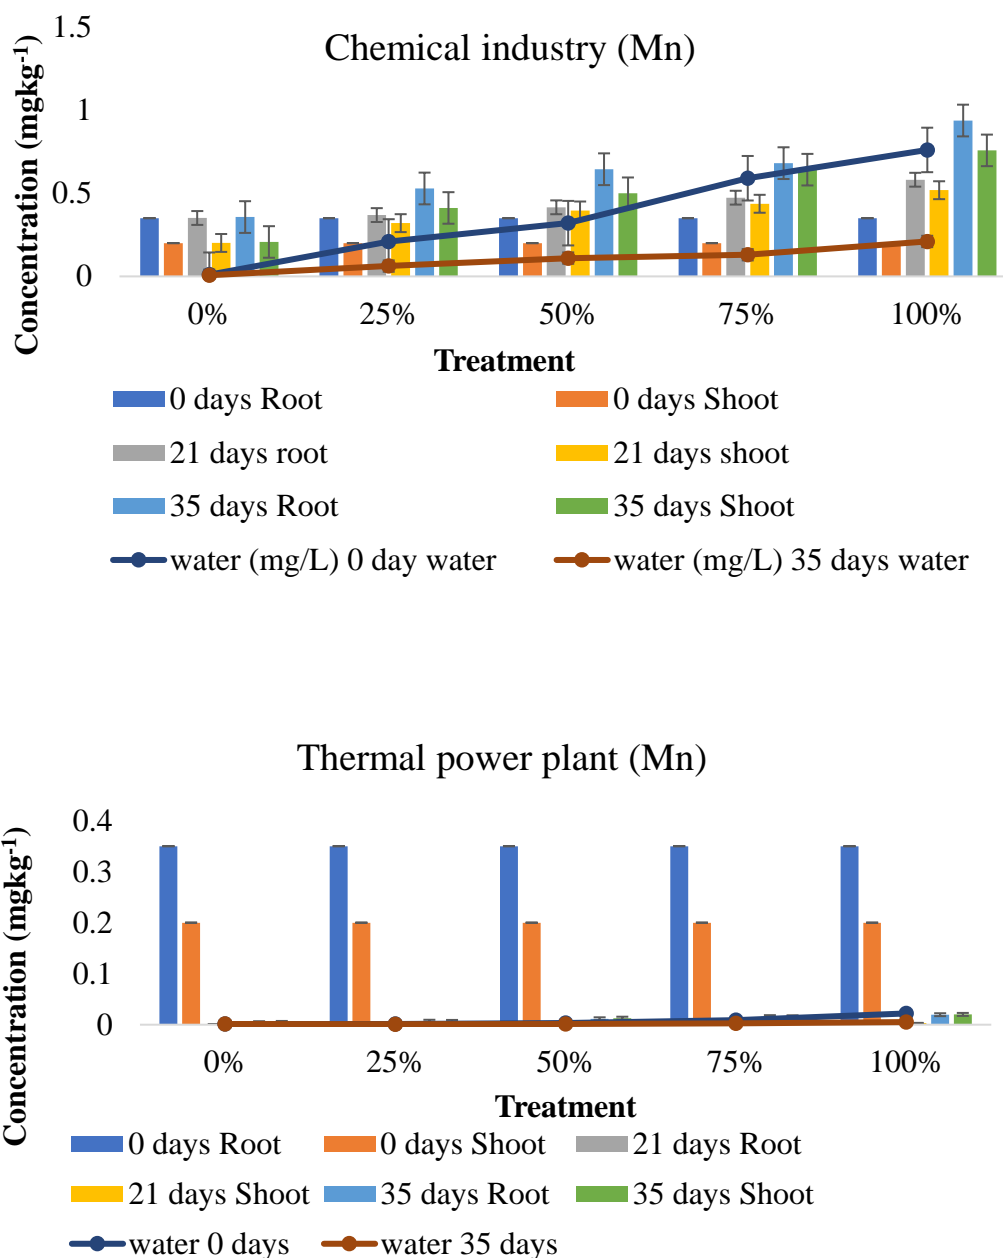 Chemical industry (Mn)
Concentration (mgkg-1)
1.5
1
0.5
0
0% 25% 50% 75% 100%
Treatment
0 days Root 0 days Shoot
21 days root 21 days shoot
35 days Root 35 days Shoot
water (mg/L) 0 day water water (mg/L) 35 days water
Thermal power plant (Mn)
Concentration (mgkg-1)
0.4
0.3
0.2
0.1
0
0% 25% 50% 75% 100%
Treatment
0 days Root 0 days Shoot 21 days Root
21 days Shoot 35 days Root 35 days Shoot
water 0 days water 35 days